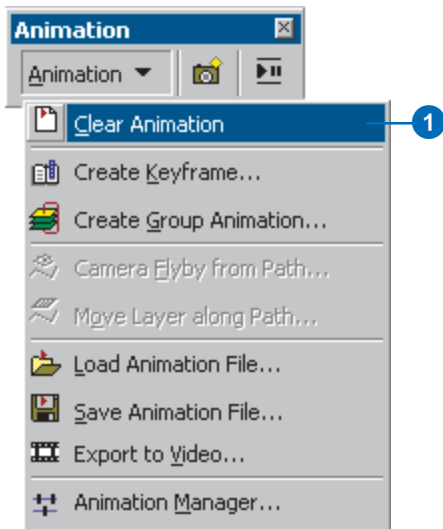 Animation
Animation
Clear Animation
1
Create Keyframe...
Create Group Animation...
Camera Flyby from Path...
Move Layer along Path...
Load Animation File...
Save Animation File...
Export to Video...
Animation Manager...